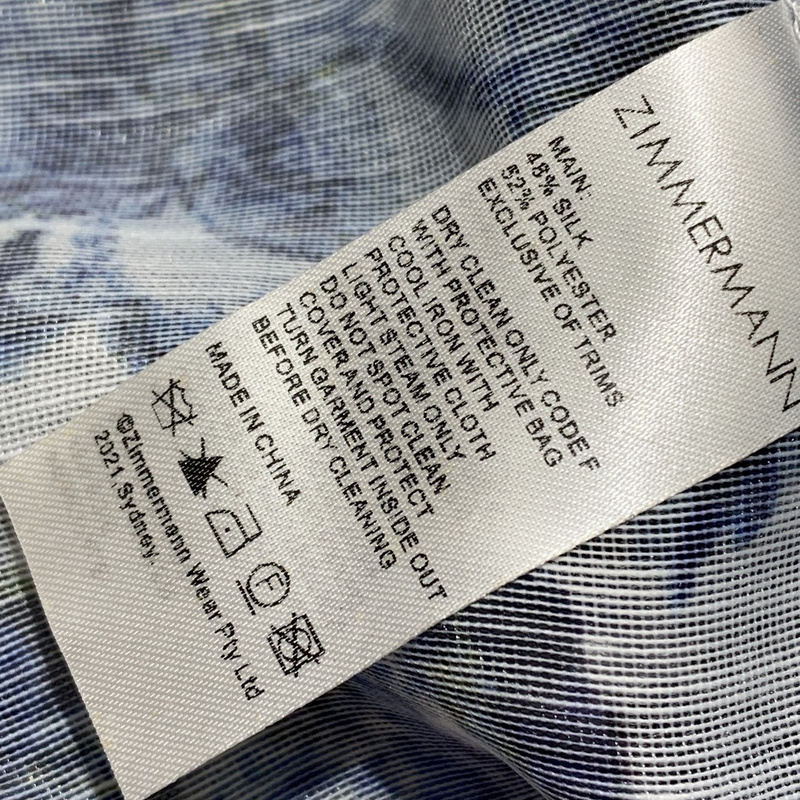 ZIMMERMANN
MAIN:
48% SILK
52% POLYESTER
EXCLUSIVE OF TRIMS
DRY CLEAN ONLY CODE F
WITH PROTECTIVE BAG
COOL IRON WITH
PROTECTIVE CLOTH
LIGHT STEAM ONLY
DO NOT SPOT CLEAN
COVER AND PROTECT
TURN GARMENT INSIDE OUT
BEFORE DRY CLEANING
MADE IN CHINA
F
©Zimmermann Wear Pty Ltd
2021.Sydney.